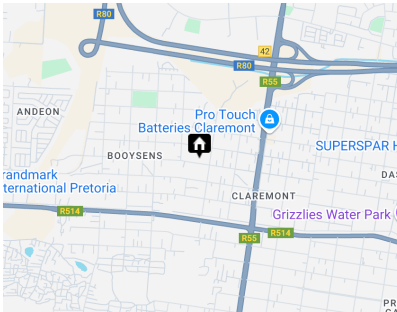 R80
42
R80
R55
ANDEON
Pro Touch
Batteries Claremont
SUPERSPAR H
BOOYSENS
randmark
nternational Pretoria
DAS
CLAREMONT
R514
Grizzlies Water Park
R55
R514
PR
GA